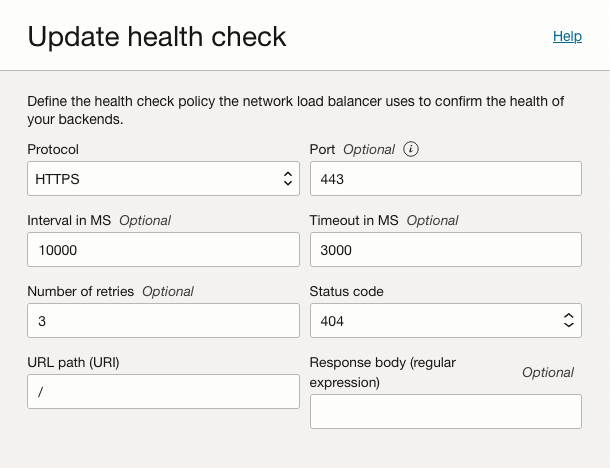 Update health check
Help
Define the health check policy the network load balancer uses to confirm the health of
your backends.
Protocol
Port Optional i
HTTPS
443
Interval in MS Optional
Timeout in MS Optional
10000
3000
Number of retries Optional
Status code
3
404
URL path (URI)
Response body (regular
expression)
Optional
/